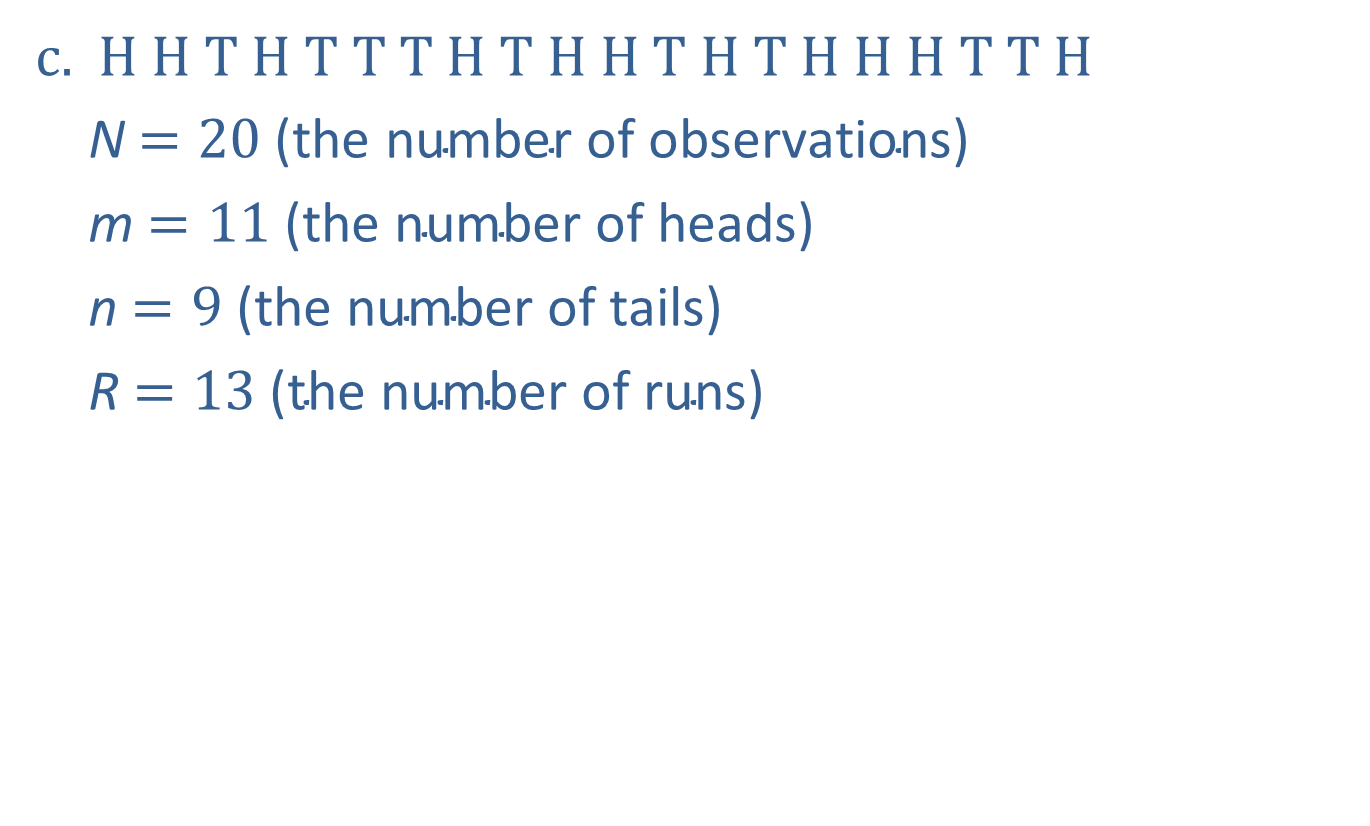 c. H H T H T T T H T H H T H T H H H T T H
N = 20 (the number of observations)
m = 11 (the number of heads)
n = 9 (the number of tails)
R = 13 (the number of runs)